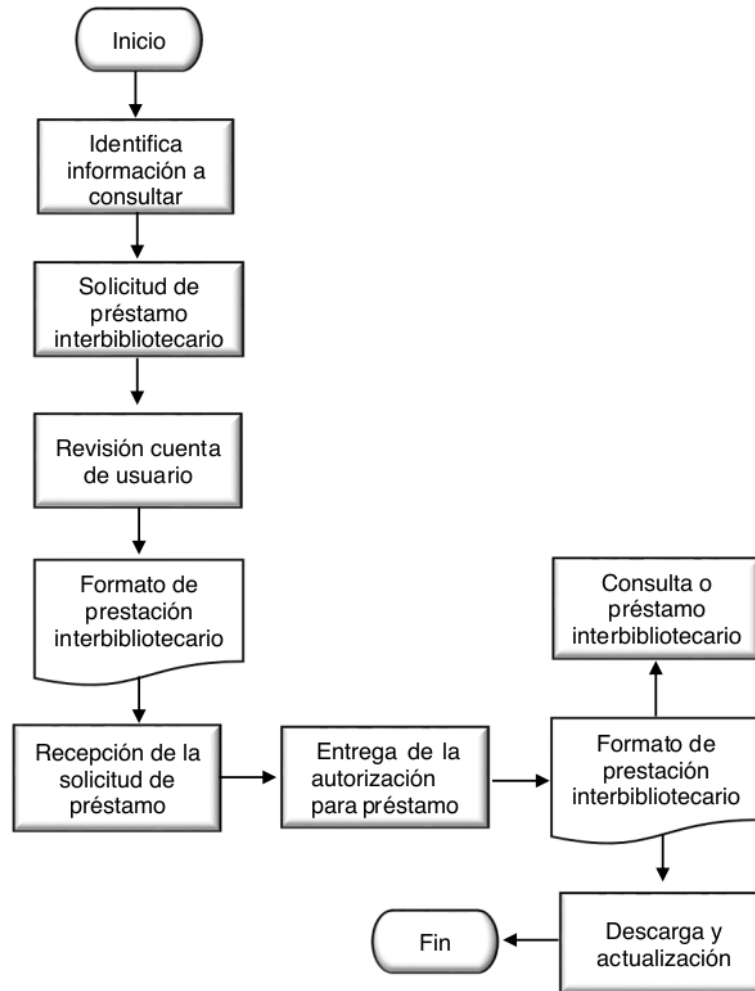 Inicio
Identifica
información a
consultar
Solicitud de
préstamo
interbibliotecario
Revisión cuenta
de usuario
Formato de
prestación
interbibliotecario
Recepción de la
solicitud de
préstamo
Entrega de la
autorización
para préstamo
Formato de
prestación
interbibliotecario
Consulta o
préstamo
interbibliotecario
Descarga y
actualización
Fin